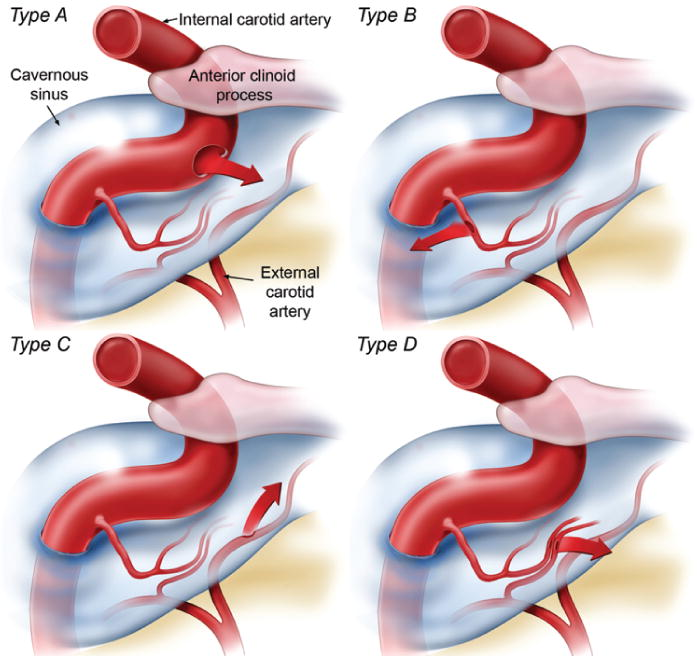 Type A
Internal carotid artery
Type B
Cavernous
sinus
Anterior clinoid
process
External
carotid
artery
Type C
Type D